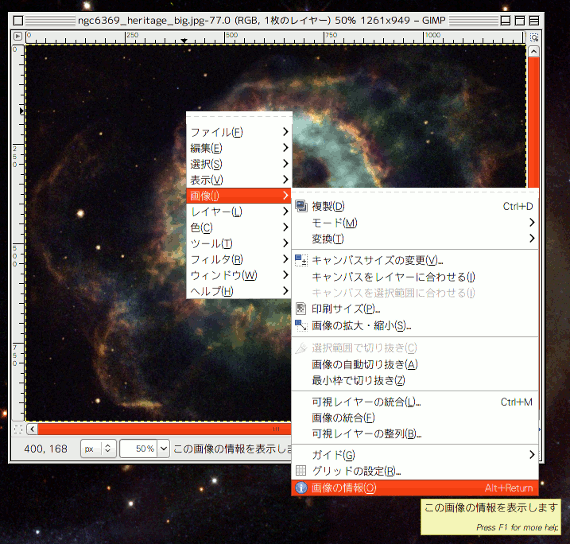 ngc6369_heritage_big.jpg-77.0 (RGB, 1枚のレイヤー) 50% 1261x949 – GIMP
0 250 500 750 1000
0
250
500
750
ファイル(F)
編集(E)
選択(S)
表示(V)
画像(I)
レイヤー(L)
色(C)
ツール(T)
フィルタ(R)
ウィンドウ(W)
ヘルプ(H)
複製(D) Ctrl+D
モード(M)
変換(T)
キャンバスサイズの変更(V)...
キャンバスをレイヤーに合わせる(I)
キャンバスを選択範囲に合わせる(I)
印刷サイズ(P)...
画像の拡大・縮小(S)...
選択範囲で切り抜き(C)
画像の自動切り抜き(A)
最小枠で切り抜き(Z)
可視レイヤーの統合(L)... Ctrl+M
画像の統合(F)
可視レイヤーの整列(B)...
ガイド(G)
グリッドの設定(R)...
画像の情報(O) Alt+Return
400, 168 px 50% この画像の情報を表示しま
この画像の情報を表示します
Press F1 for more help